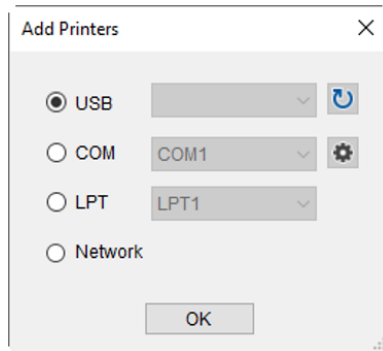 Add Printers
USB
COM COM1
LPT LPT1
Network
OK